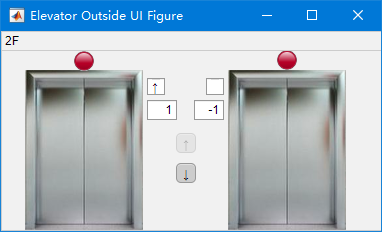 Elevator Outside UI Figure
2F
↑
1
-1
↑
↓